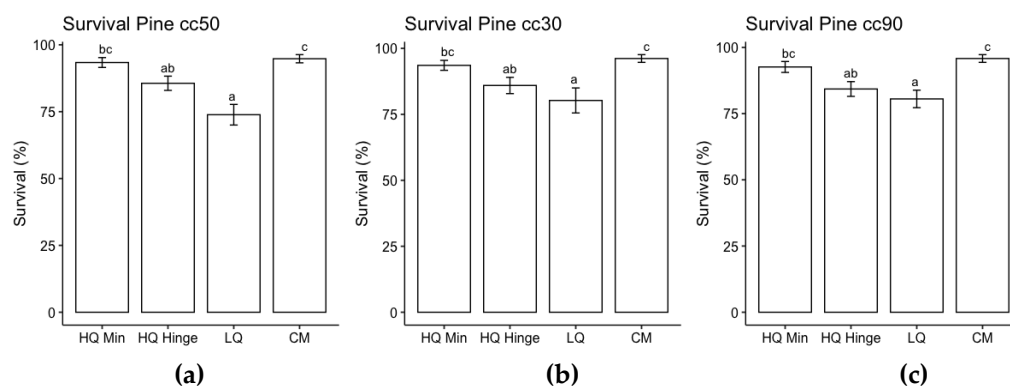 Survival Pine cc50
Survival (%)
100
75
50
25
0
bc
ab
a
c
HQ Min
HQ Hinge
LQ
CM
(a)
Survival Pine cc30
Survival (%)
100
75
50
25
0
bc
ab
a
c
HQ Min
HQ Hinge
LQ
CM
(b)
Survival Pine cc90
Survival (%)
100
75
50
25
0
bc
ab
a
c
HQ Min
HQ Hinge
LQ
CM
(c)